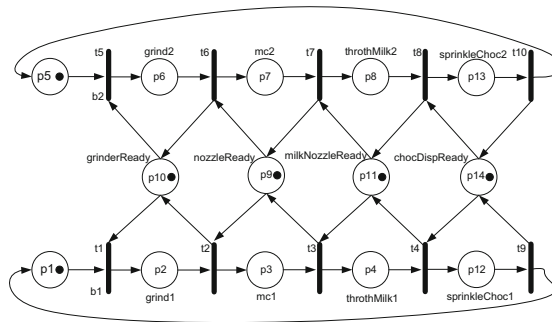 t5 grind2 t6 mc2 t7 throthMilk2 t8 sprinkleChoc2 t10
p5 p6 p7 p8 p13
b2
grinderReady nozzleReady milkNozzleReady chocDispReady
p10 p9 p11 p14
t1 t2 t3 t4 t9
p1 p2 p3 p4 p12
b1 grind1 mc1 throthMilk1 sprinkleChoc1